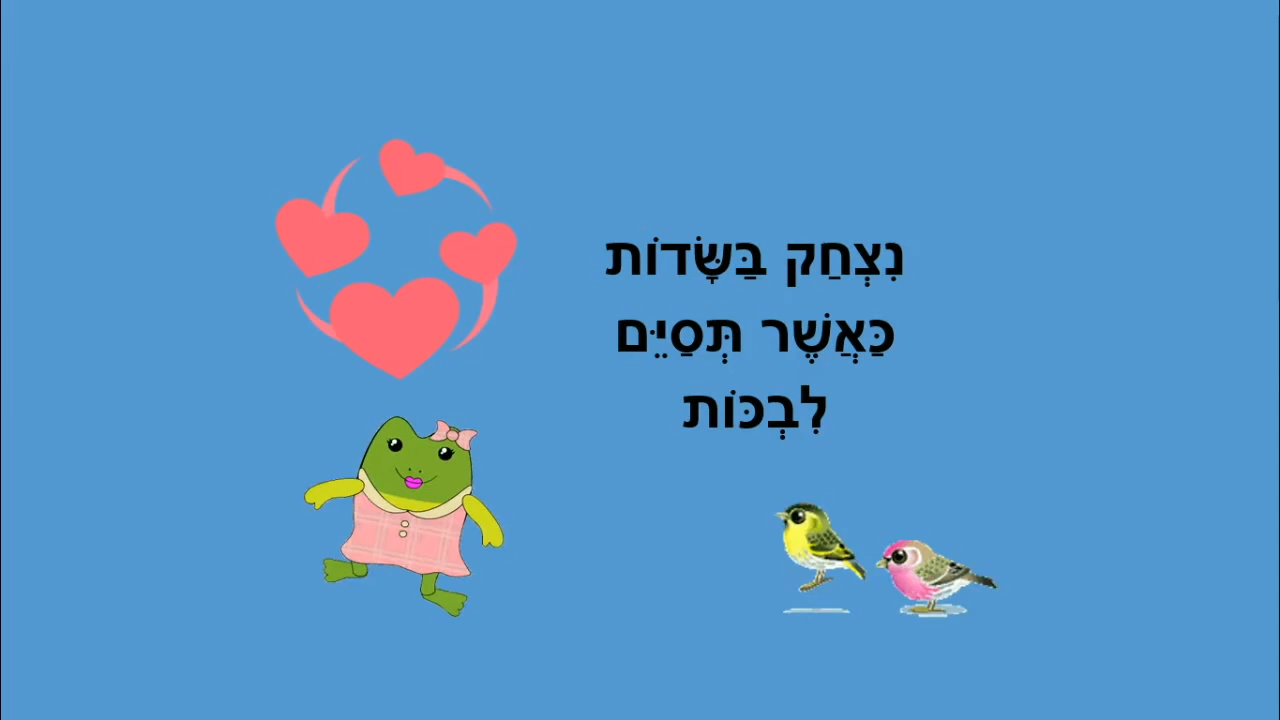 נִצְחַק בַּשָּׂדוֹת
כַּאֲשֶׁר תְּסַיֵּם
לִבְכּוֹת